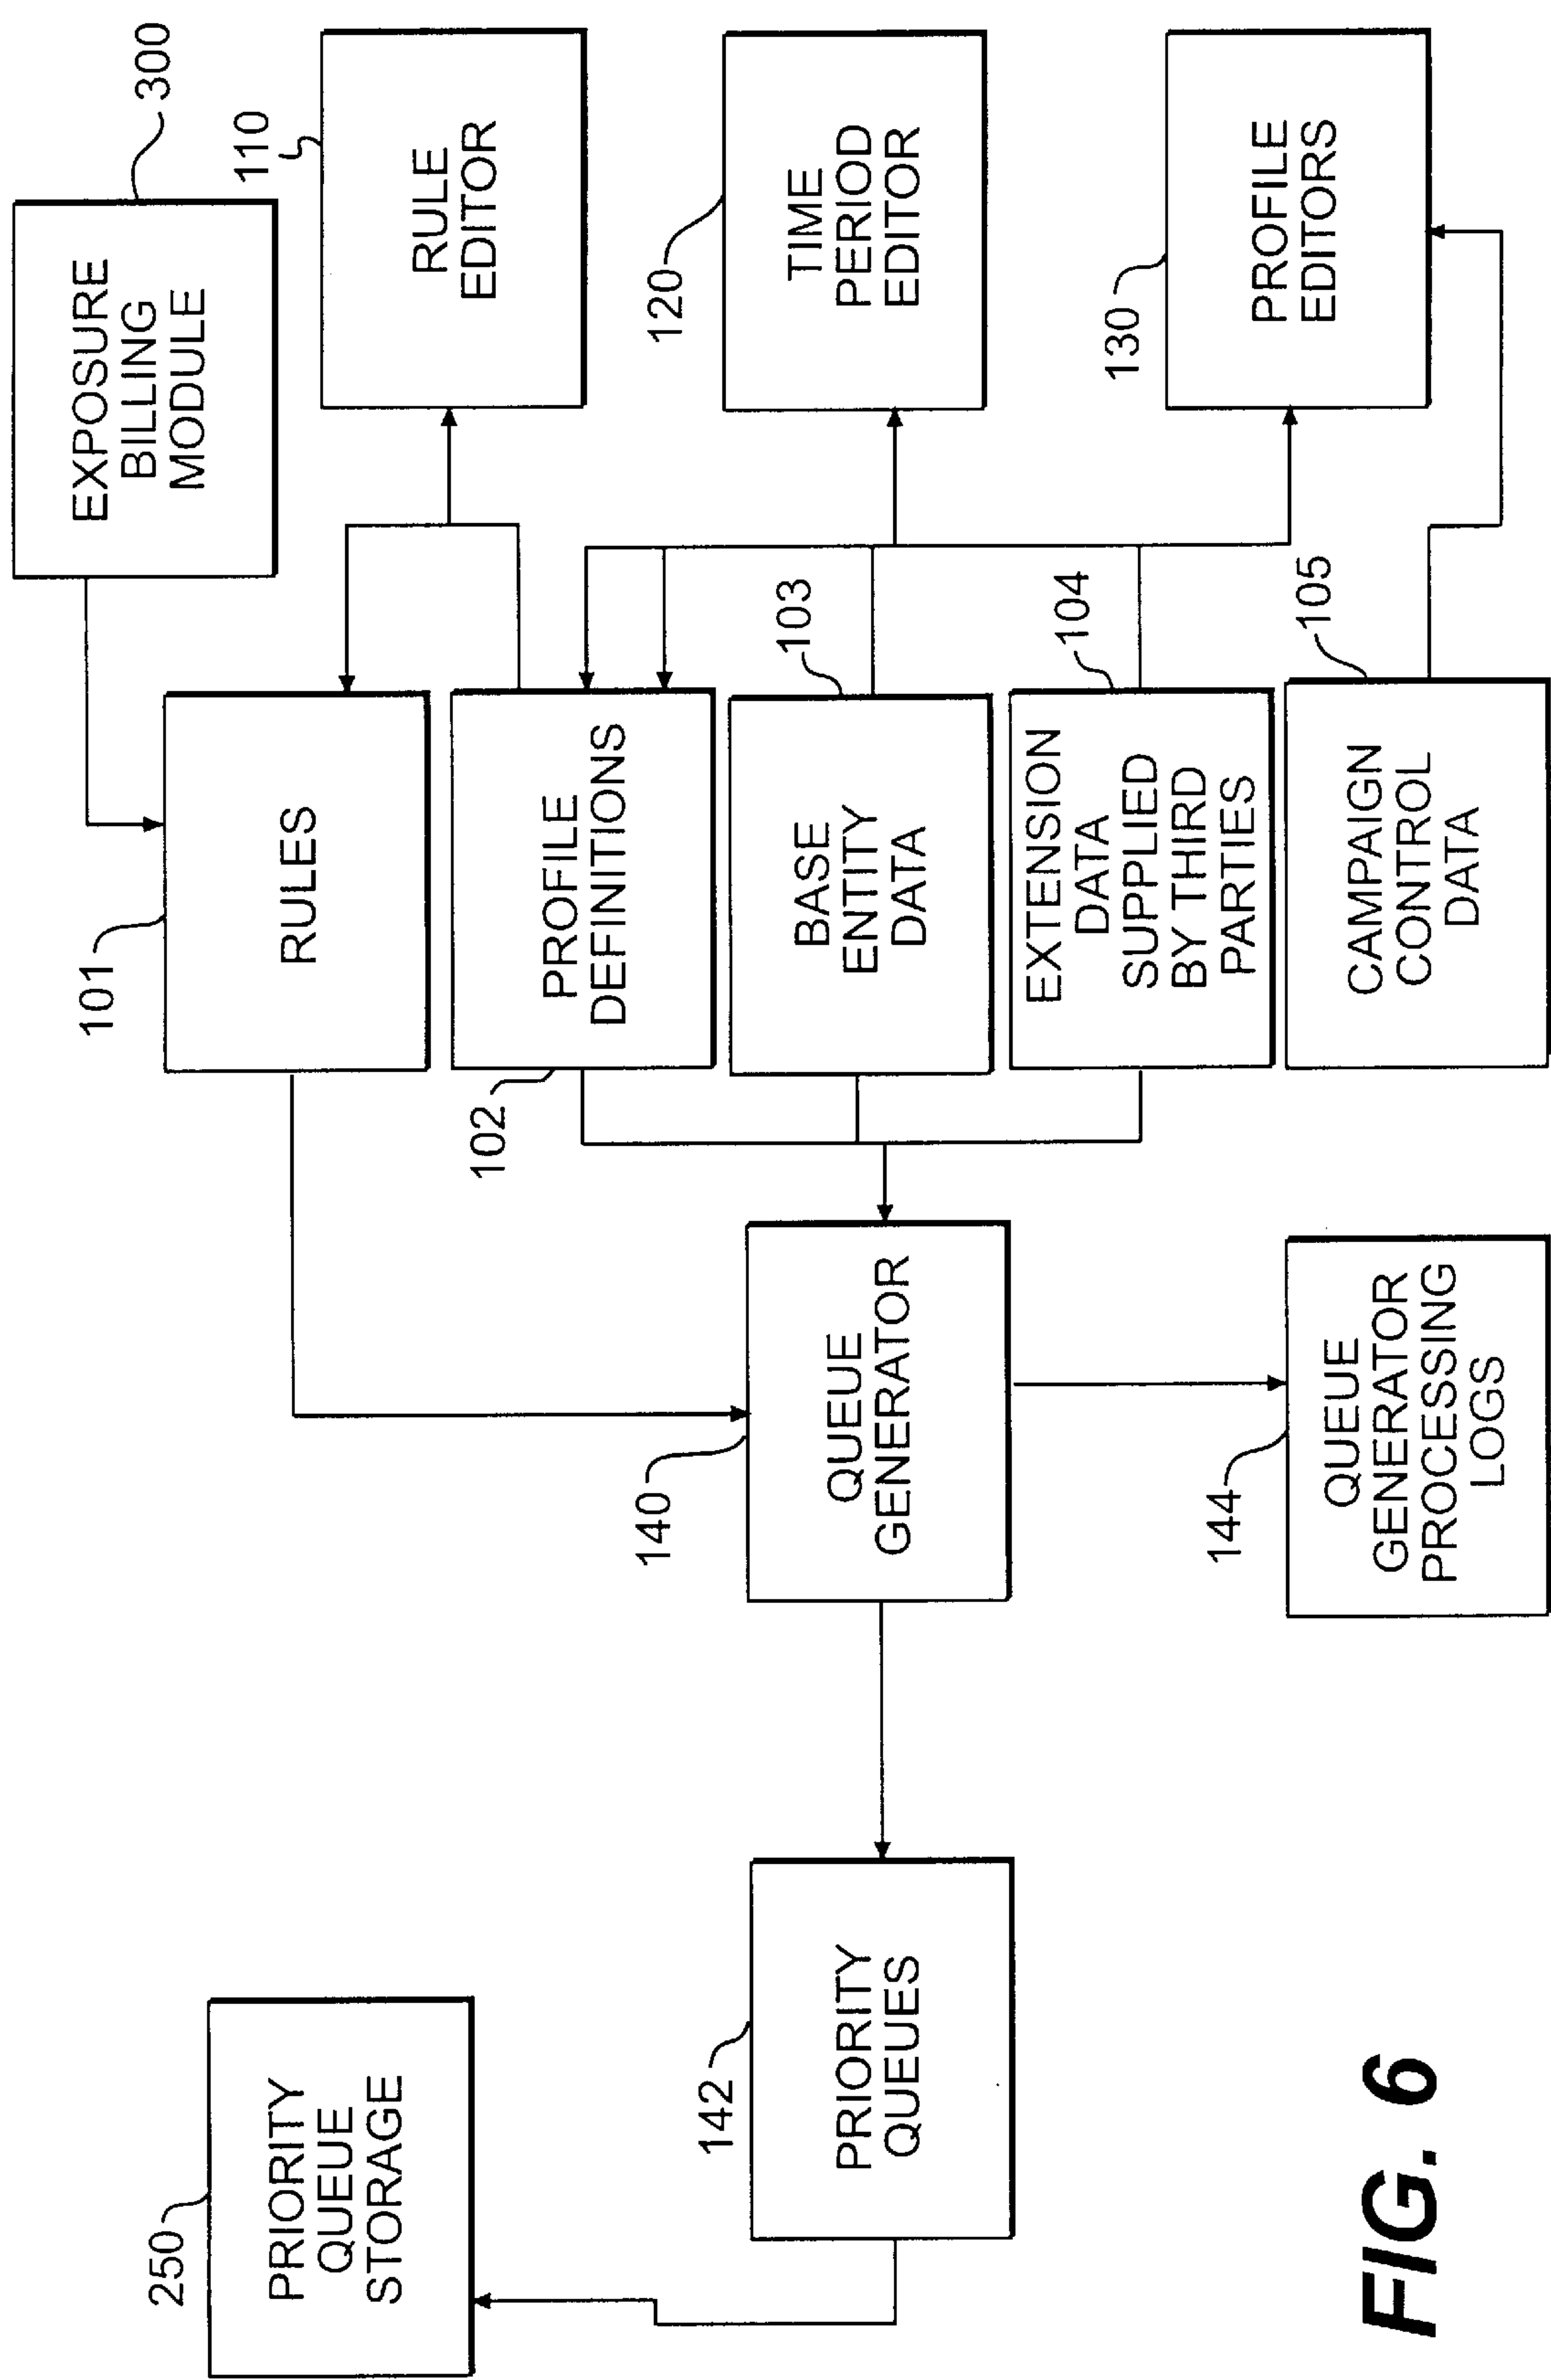 250
PRIORITY
QUEUE
STORAGE
142
PRIORITY
QUEUES
140
QUEUE
GENERATOR
144
QUEUE
GENERATOR
PROCESSING
LOGS
101
RULES
102
PROFILE
DEFINITIONS
103
BASE
ENTITY
DATA
104
EXTENSION
DATA
SUPPLIED
BY THIRD
PARTIES
105
CAMPAIGN
CONTROL
DATA
300
EXPOSURE
BILLING
MODULE
110
RULE
EDITOR
120
TIME
PERIOD
EDITOR
130
PROFILE
EDITORS
FIG. 6